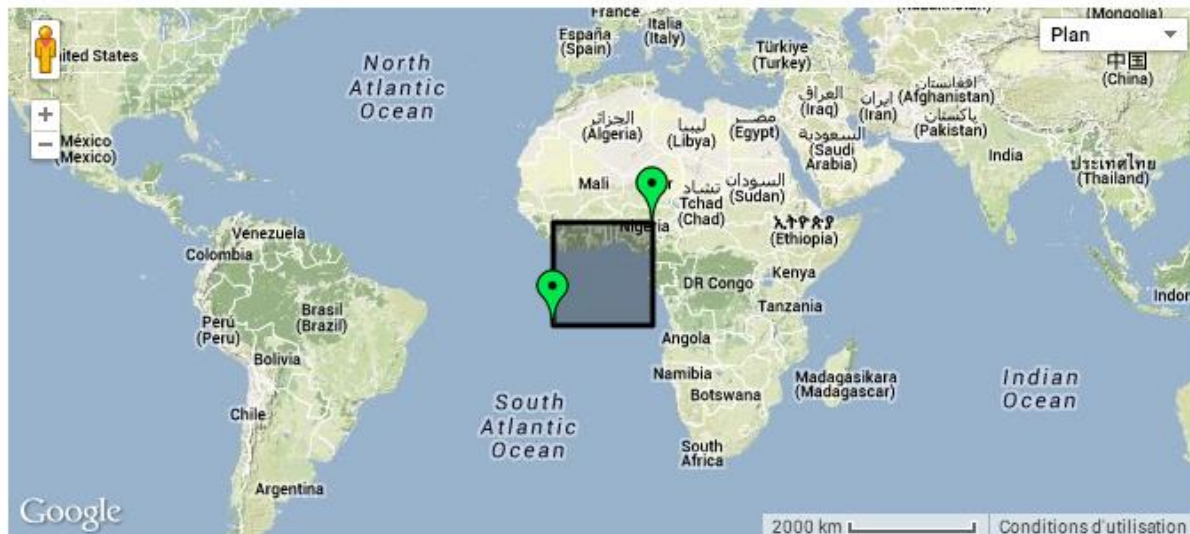 France
Italia
(Italy)
(Mongolia)
Plan
United States
España
(Spain)
Türkiye
(Turkey)
中国
(China)
North
Atlantic
Ocean
العراق
(Iraq)
ایران
(Iran)
افغانستان
(Afghanistan)
پاکستان
(Pakistan)
México
(Mexico)
الجزائر
(Algeria)
ليبيا
(Libya)
مصر
(Egypt)
السعودية
(Saudi
Arabia)
India
ประเทศไทย
(Thailand)
Mali
تشاد
Tchad
(Chad)
السودان
(Sudan)
Nigeria
ኢትዮጵያ
(Ethiopia)
Venezuela
Colombia
DR Congo
Kenya
Tanzania
Perú
(Peru)
Brasil
(Brazil)
Bolivia
Angola
Namibia
Botswana
Madagasikara
(Madagascar)
Indian
Ocean
Chile
South
Atlantic
Ocean
South
Africa
Argentina
Google
2000 km
Conditions d'utilisation